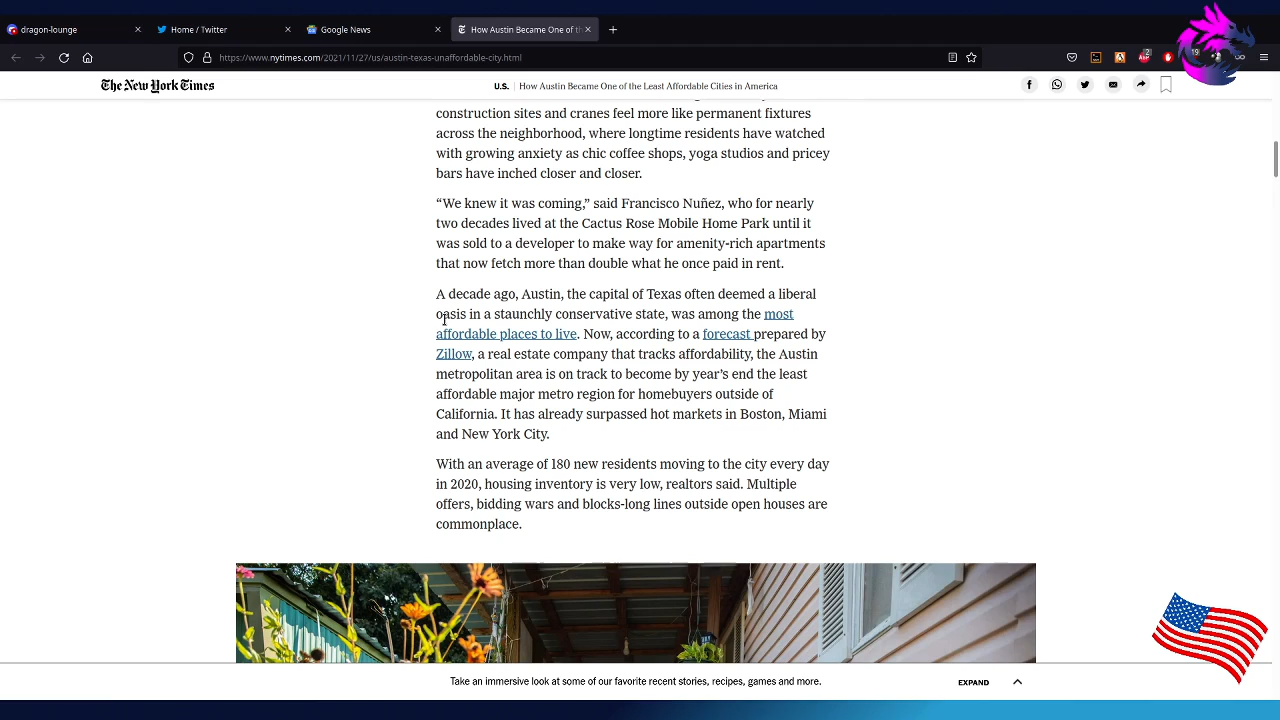 dragon-lounge
Home / Twitter
Google News
How Austin Became One of th
https://www.nytimes.com/2021/11/27/us/austin-texas-unaffordable-city.html
2
19
The New York Times
U.S. | How Austin Became One of the Least Affordable Cities in America
construction sites and cranes feel more like permanent fixtures
across the neighborhood, where longtime residents have watched
with growing anxiety as chic coffee shops, yoga studios and pricey
bars have inched closer and closer.
“We knew it was coming,” said Francisco Nuñez, who for nearly
two decades lived at the Cactus Rose Mobile Home Park until it
was sold to a developer to make way for amenity-rich apartments
that now fetch more than double what he once paid in rent.
A decade ago, Austin, the capital of Texas often deemed a liberal
oasis in a staunchly conservative state, was among the most
affordable places to live. Now, according to a forecast prepared by
Zillow, a real estate company that tracks affordability, the Austin
metropolitan area is on track to become by year’s end the least
affordable major metro region for homebuyers outside of
California. It has already surpassed hot markets in Boston, Miami
and New York City.
With an average of 180 new residents moving to the city every day
in 2020, housing inventory is very low, realtors said. Multiple
offers, bidding wars and blocks-long lines outside open houses are
commonplace.
Take an immersive look at some of our favorite recent stories, recipes, games and more.
EXPAND